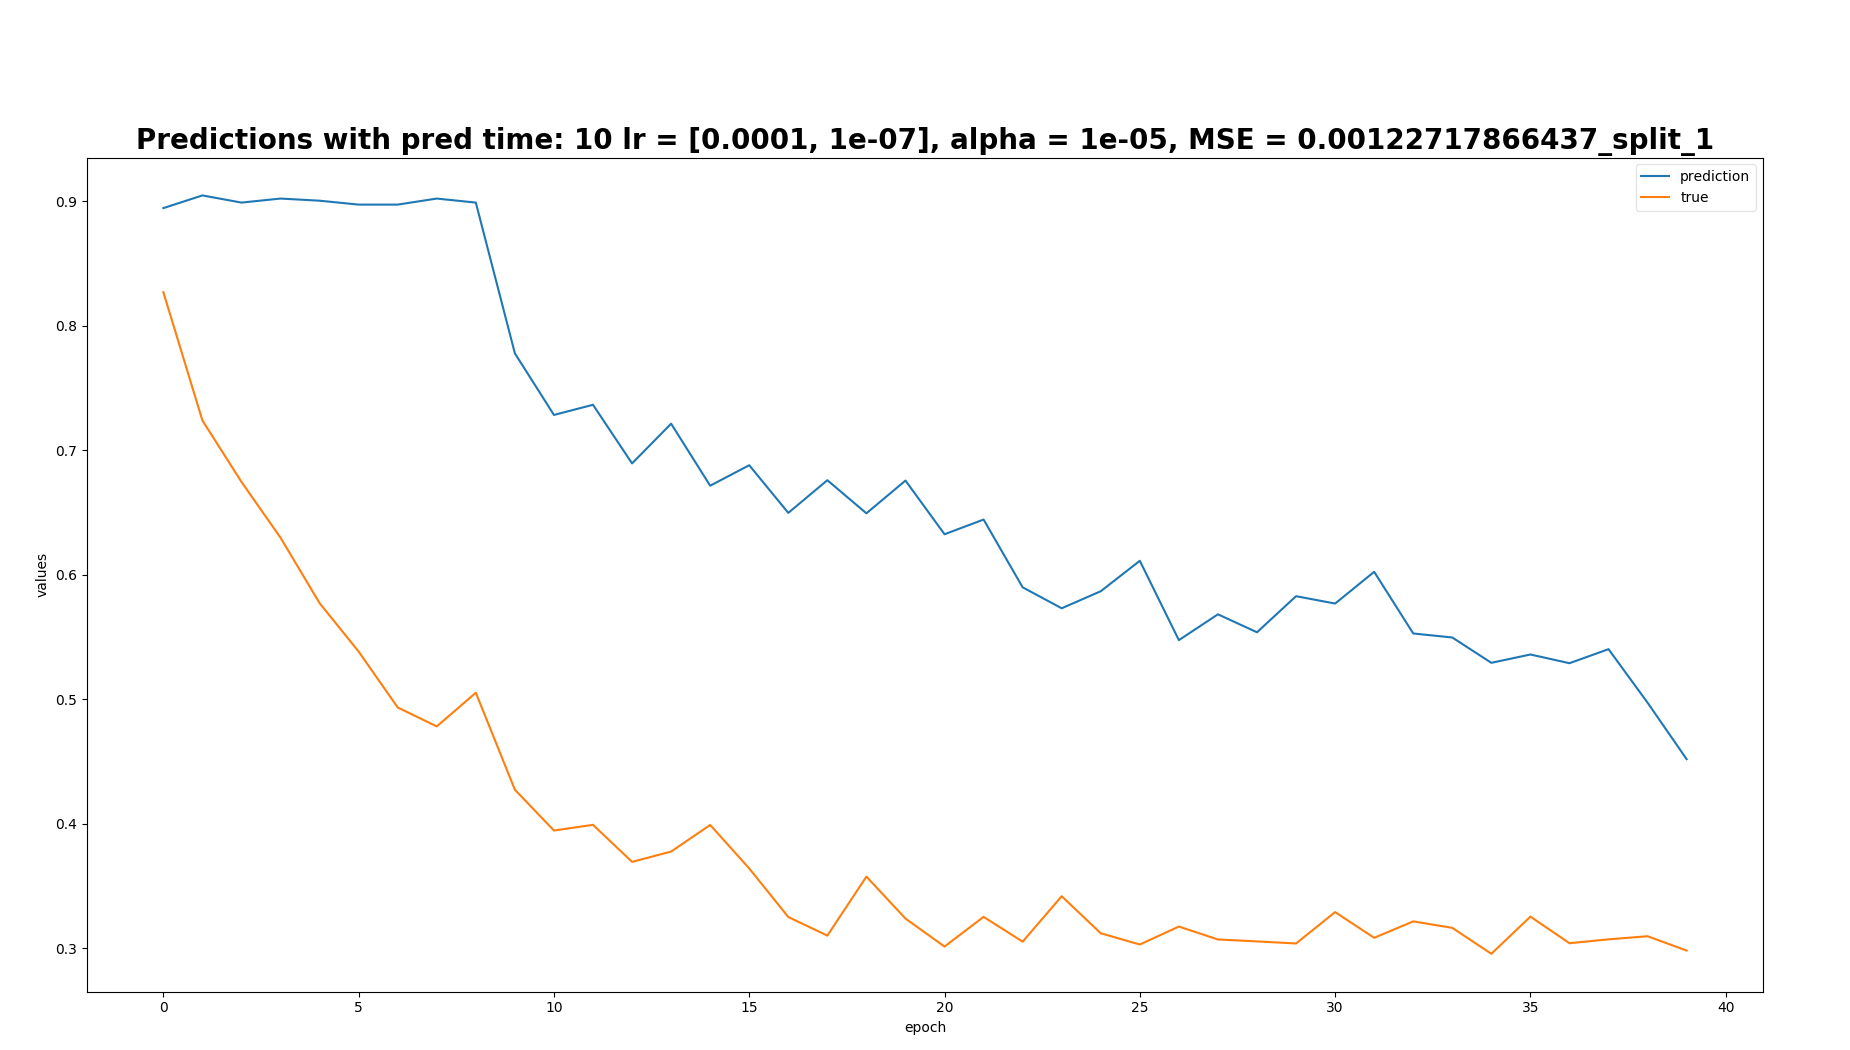 Predictions with pred time: 10 lr = [0.0001, 1e-07], alpha = 1e-05, MSE = 0.00122717866437_split_1
prediction
true
values
0.9
0.8
0.7
0.6
0.5
0.4
0.3
0 5 10 15 20 25 30 35 40
epoch